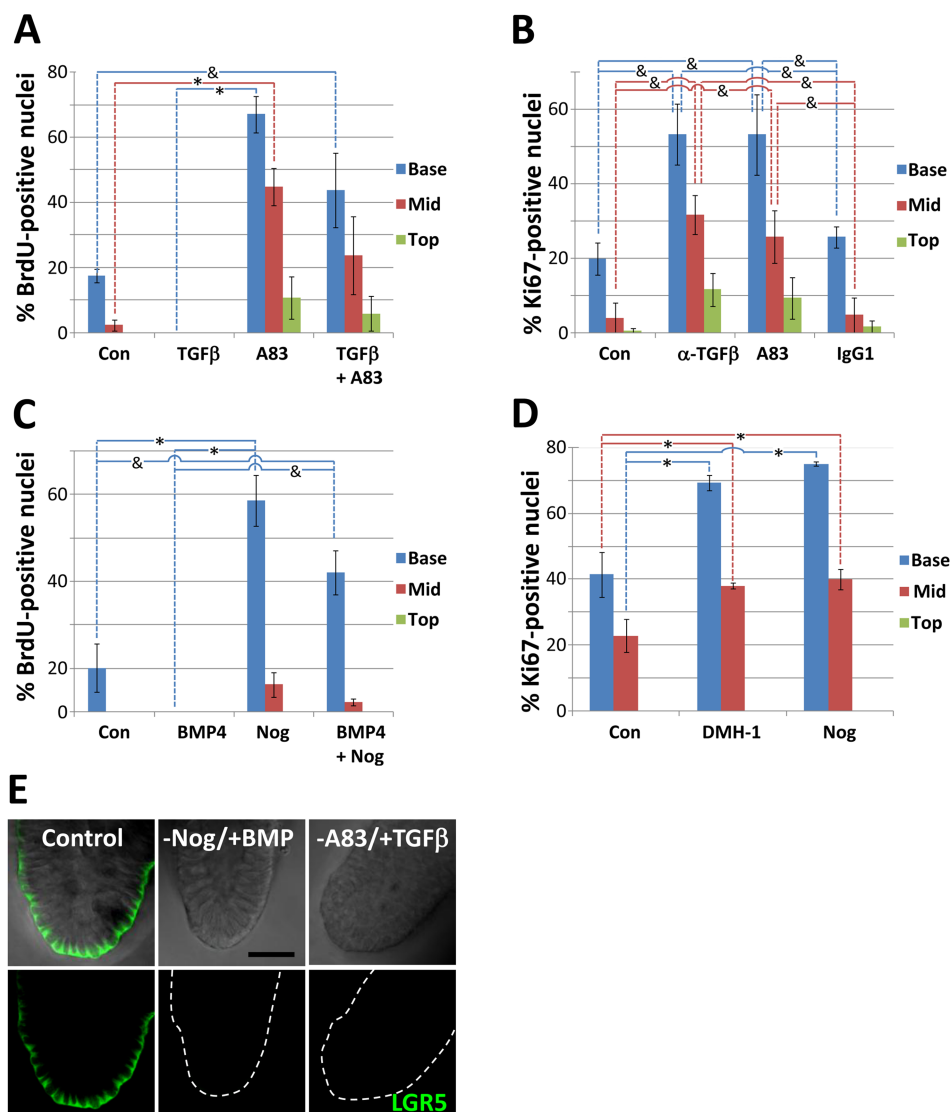 A
% BrdU-positive nuclei
80
60
40
20
0
&
*
*
Con
TGFβ
A83
TGFβ
+ A83
Base
Mid
Top
B
% Ki67-positive nuclei
80
60
40
20
0
& &
& &
& &
& &
Con
α-TGFβ
A83
IgG1
Base
Mid
Top
C
% BrdU-positive nuclei
60
40
20
0
*
*
& &
Con
BMP4
Nog
BMP4
+ Nog
Base
Mid
Top
D
% Ki67-positive nuclei
80
60
40
20
0
*
*
*
*
Con
DMH-1
Nog
Base
Mid
Top
E
Control
-Nog/+BMP
-A83/+TGFβ
LGR5